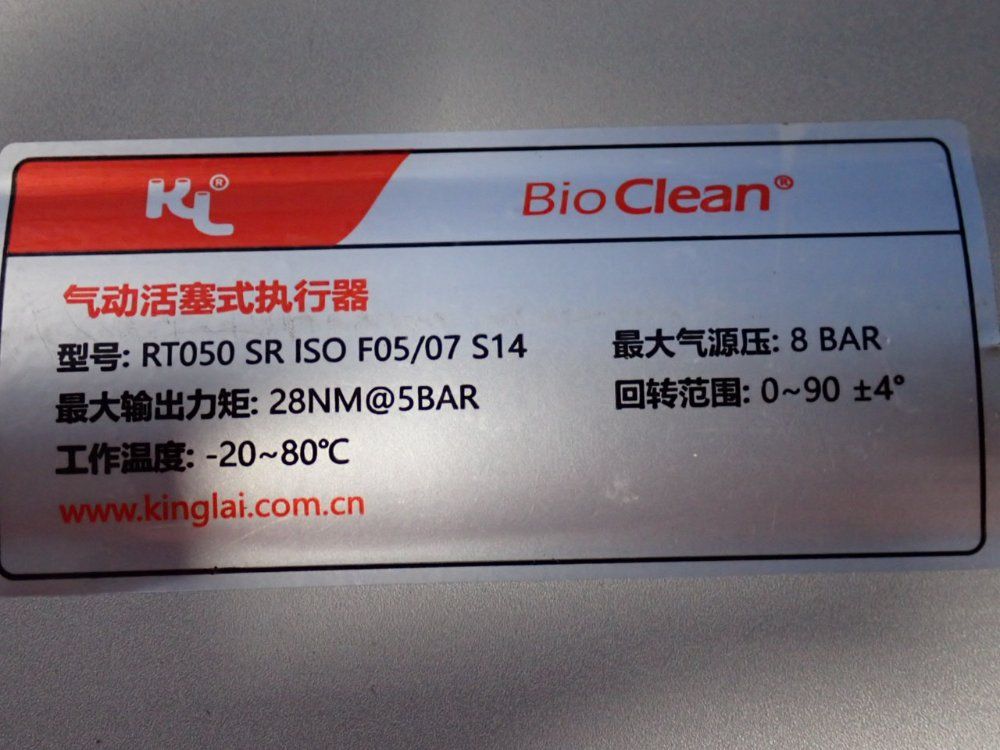 KL® BioClean®
气动活塞式执行器
型号: RT050 SR ISO F05/07 S14 最大气源压: 8 BAR
最大输出力矩: 28NM@5BAR 回转范围: 0~90 ±4°
工作温度: -20~80℃
www.kinglai.com.cn